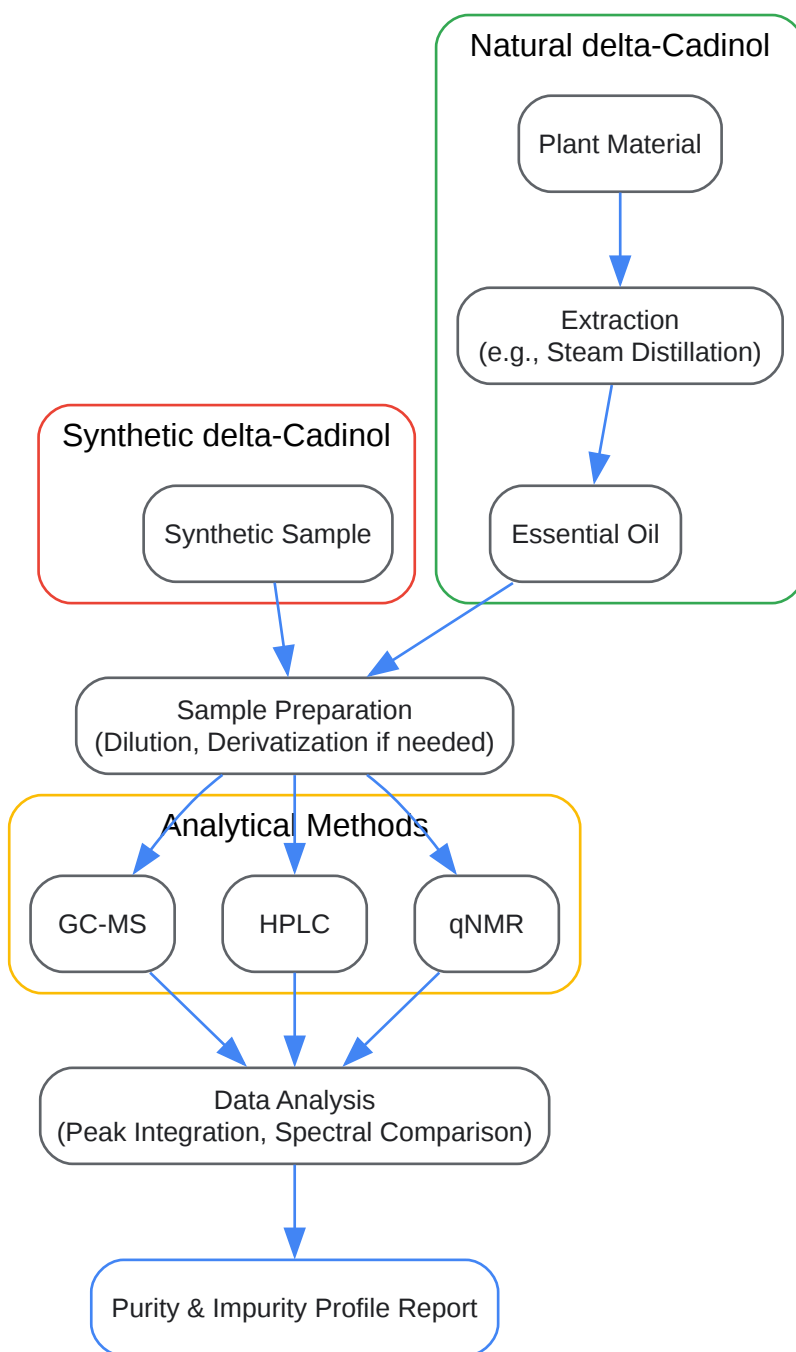 Natural delta-Cadinol
Plant Material
Extraction
(e.g., Steam Distillation)
Synthetic delta-Cadinol
Synthetic Sample
Essential Oil
Sample Preparation
(Dilution, Derivatization if needed)
Analytical Methods
GC-MS
HPLC
qNMR
Data Analysis
(Peak Integration, Spectral Comparison)
Purity & Impurity Profile Report